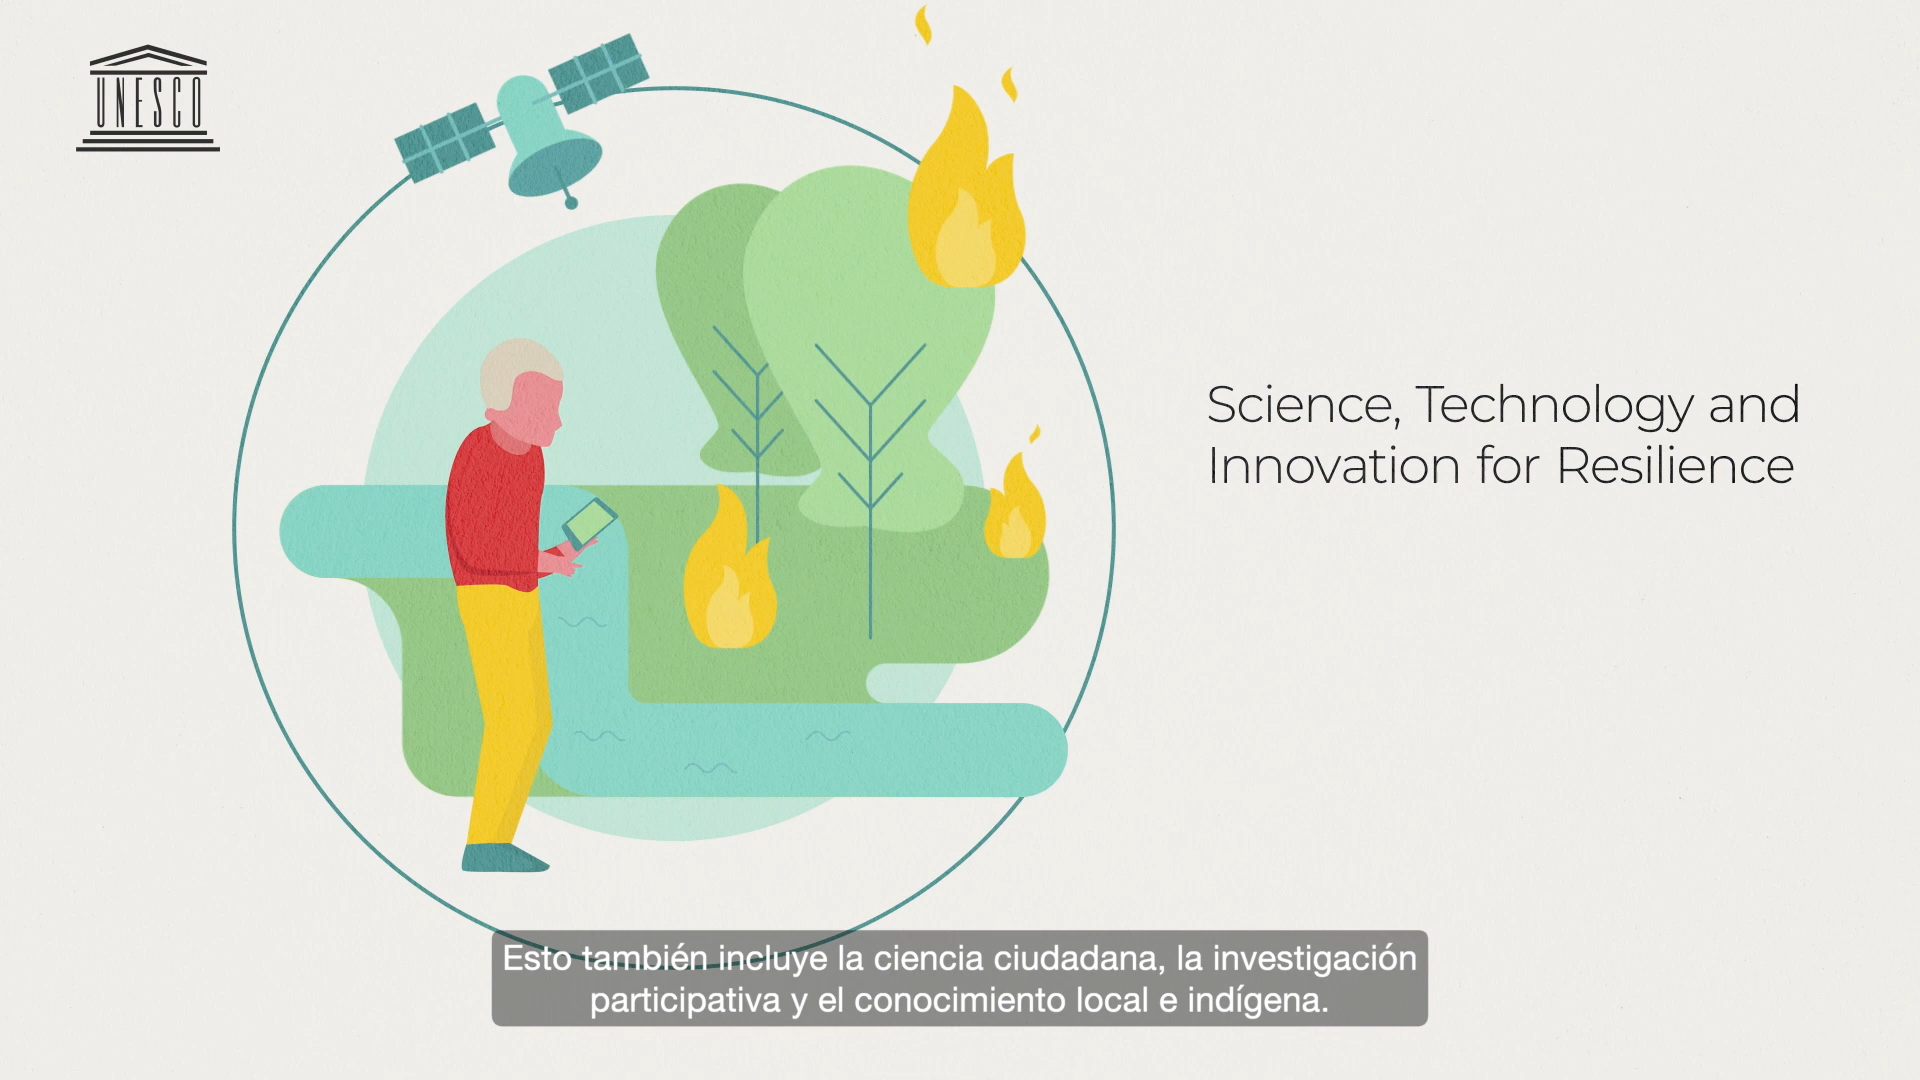 UNESCO
Science, Technology and
Innovation for Resilience
Esto también incluye la ciencia ciudadana, la investigación
participativa y el conocimiento local e indígena.